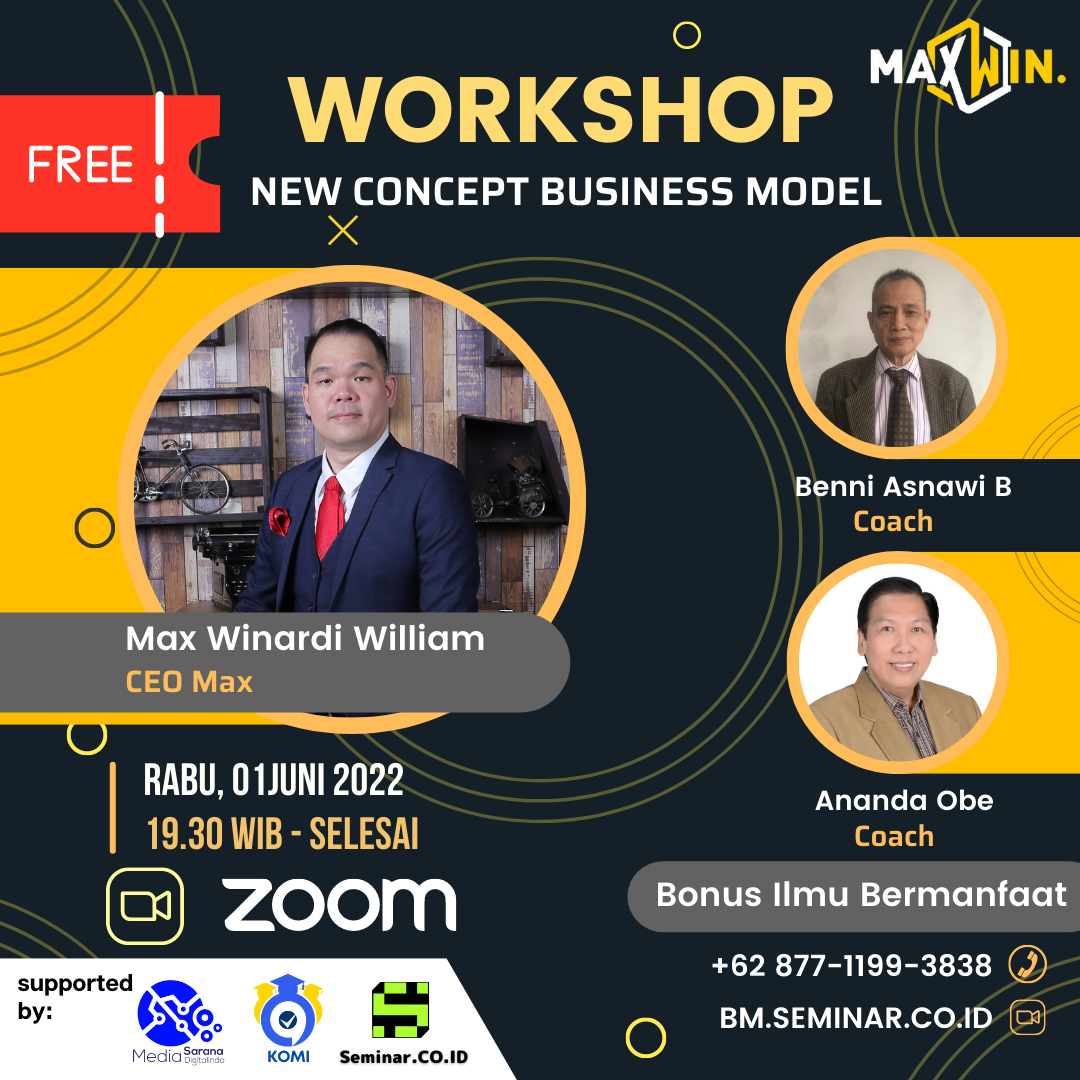 MAXWIN.
WORKSHOP
FREE
NEW CONCEPT BUSINESS MODEL
Benni Asnawi B
Coach
Max Winardi William
CEO Max
RABU, 01JUNI 2022
19.30 WIB - SELESAI
Ananda Obe
Coach
zoom
Bonus Ilmu Bermanfaat
+62 877-1199-3838
BM.SEMINAR.CO.ID
supported
by:
Media Sarana
Digitalindo
KOMI
Seminar.CO.ID